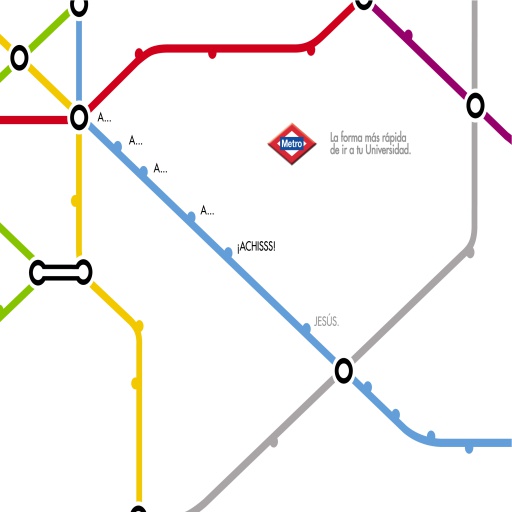 A...
A...
Metro
La forma más rápida
de ir a tu Universidad.
A...
A...
¡ACHISSS!
JESÚS.